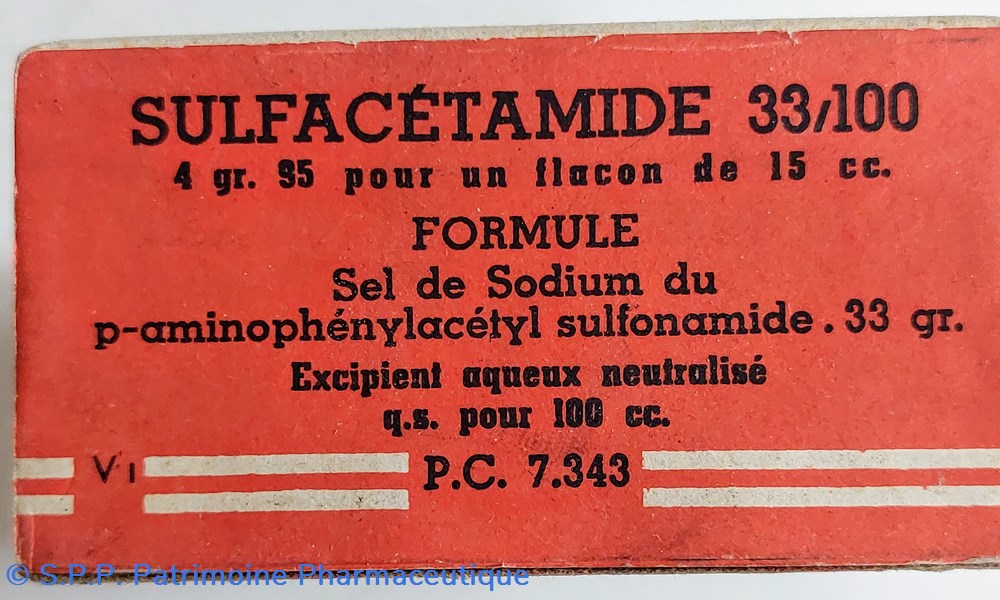 SULFACÉTAMIDE 33/100
4 gr. 95 pour un flacon de 15 cc.
FORMULE
Sel de Sodium du
p-aminophénylacétyl sulfonamide. 33 gr.
Excipient aqueux neutralisé
q.s. pour 100 cc.
V I P.C. 7.343
© S.P.P. Patrimoine Pharmaceutique